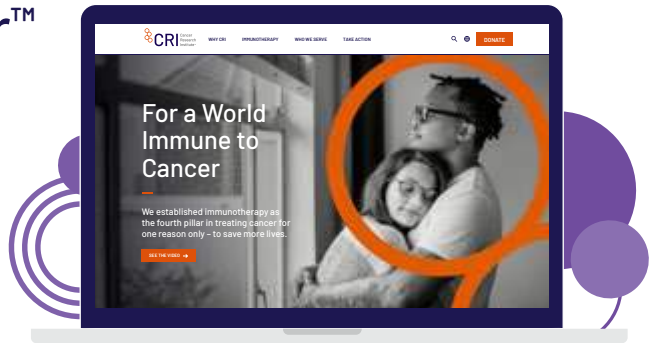 TM
CRI Cancer
Research
Institute
WHY CRI IMMUNOTHERAPY WHO WE SERVE TAKE ACTION DONATE
For a World
Immune to
Cancer
We established immunotherapy as
the fourth pillar in treating cancer for
one reason only – to save more lives.
SEE THE VIDEO